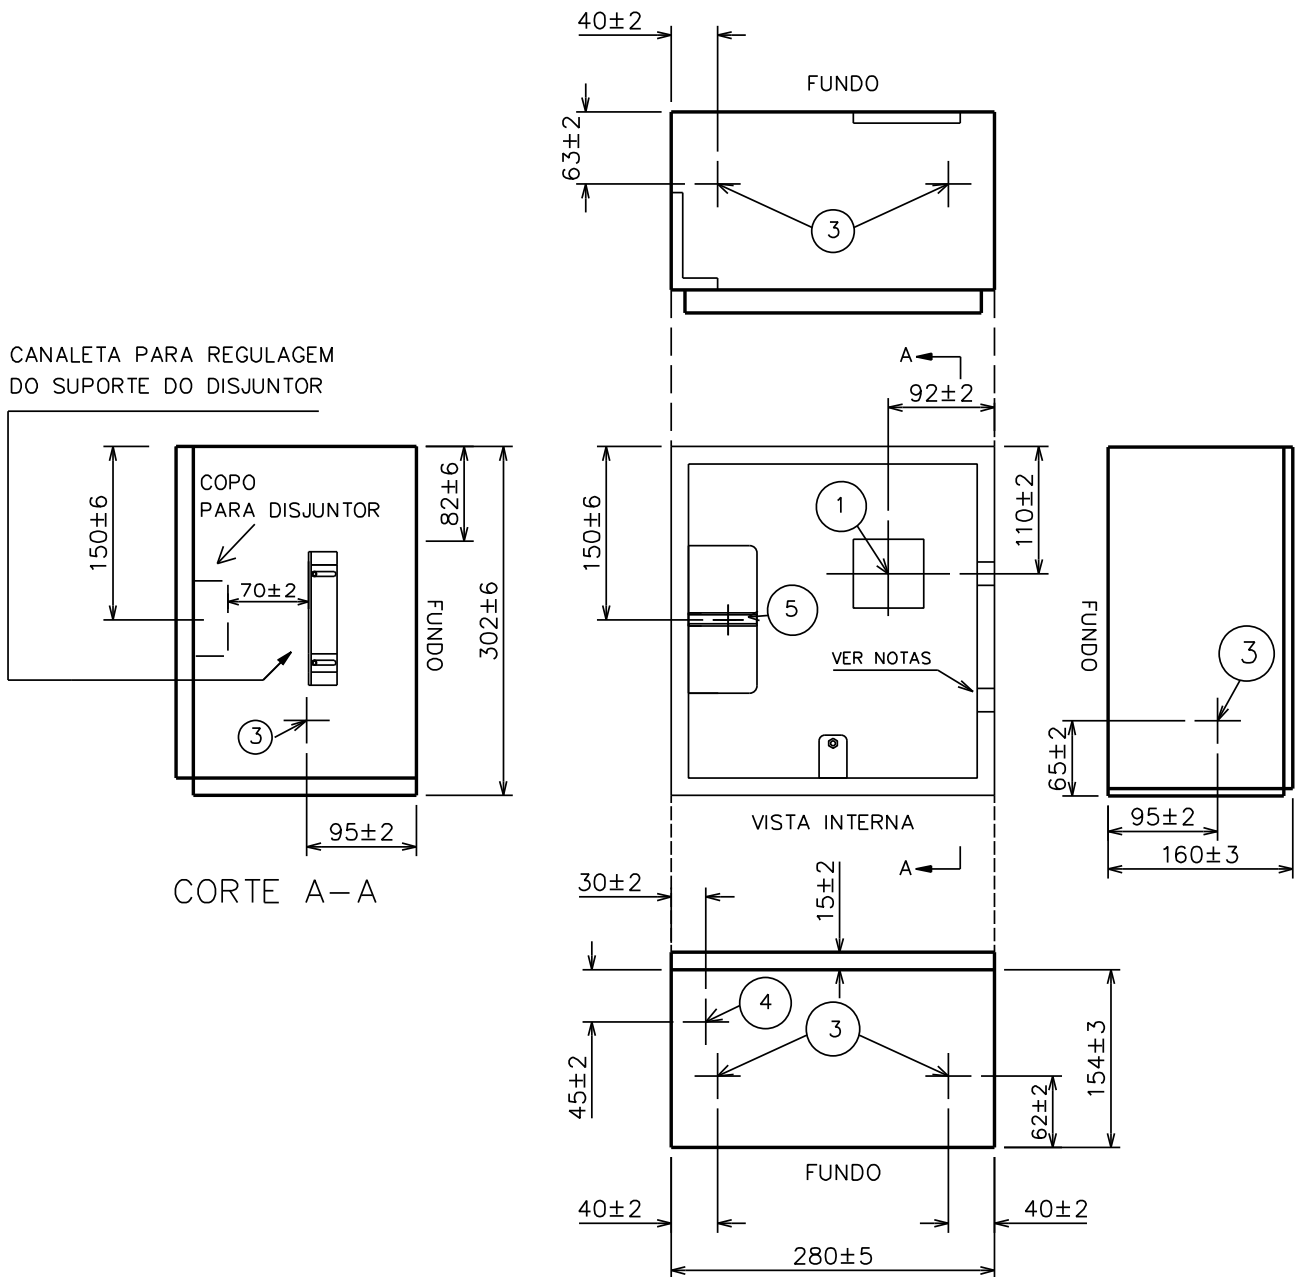 40±2
FUNDO
63±2
3
CANALETA PARA REGULAGEM
DO SUPORTE DO DISJUNTOR
A
92±2
150±6
COPO
PARA DISJUNTOR
82±6
70±2
302±6
FUNDO
3
95±2
CORTE A-A
150±6
1
110±2
5
VER NOTAS
VISTA INTERNA
A
FUNDO
3
65±2
95±2
160±3
30±2
15±2
4
3
45±2
154±3
62±2
FUNDO
40±2
40±2
280±5